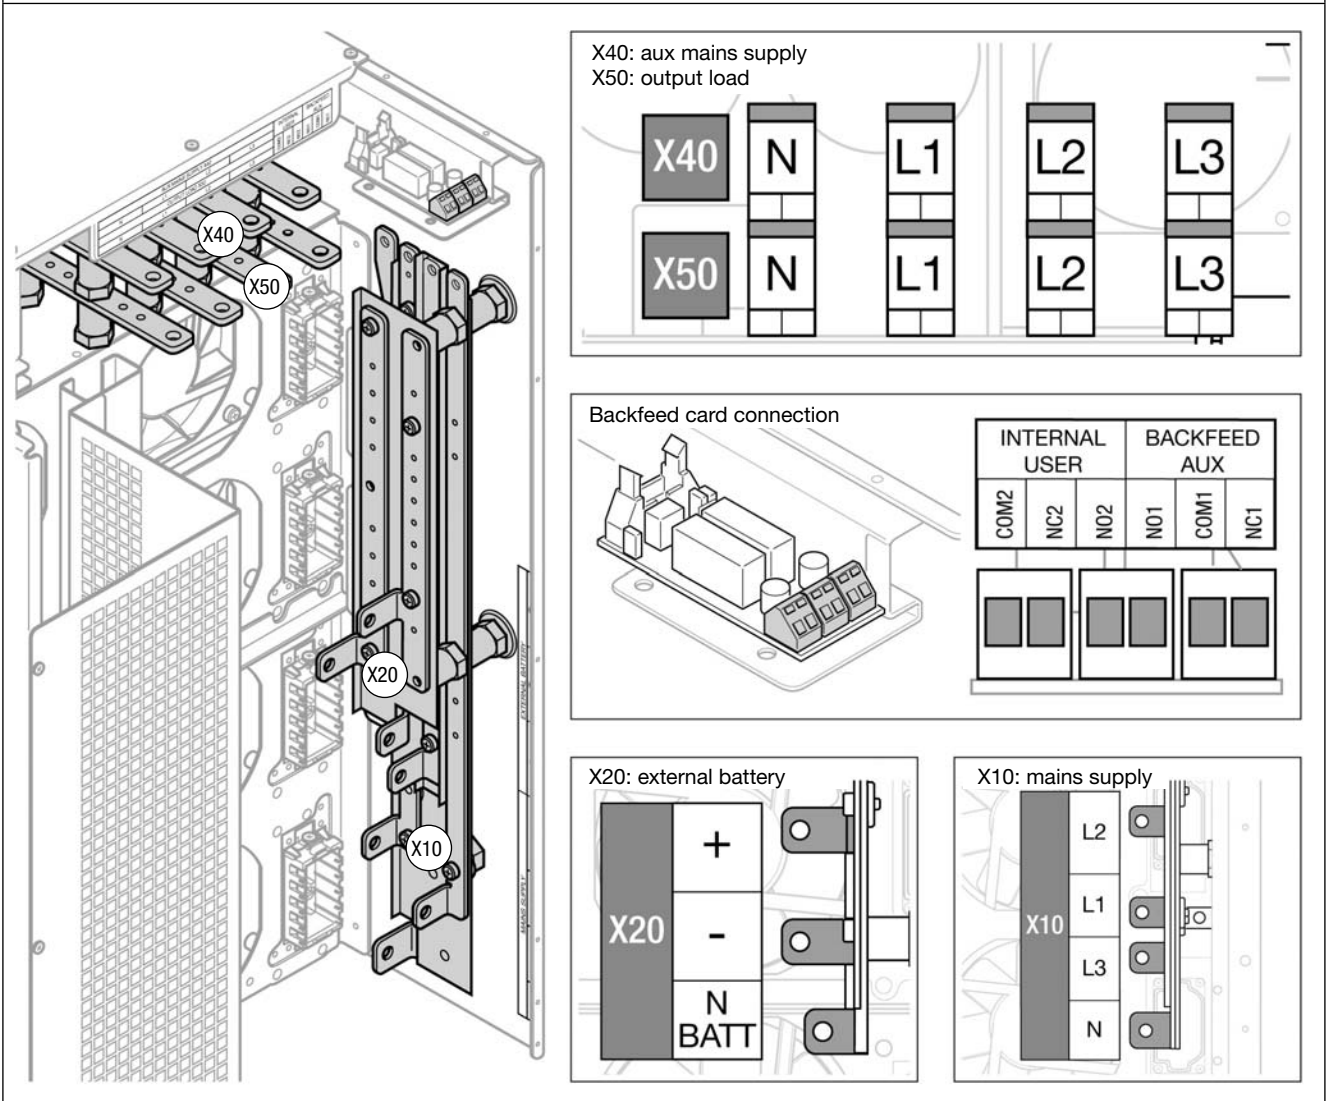 X40
X50
X20
X10
EXTERNAL BATTERY
MAINS SUPPLY
X40: aux mains supply
X50: output load
X40 N L1 L2 L3
X50 N L1 L2 L3
Backfeed card connection
INTERNAL USER
BACKFEED AUX
COM2 NC2 NO2 NO1 COM1 NC1
X20: external battery
X20
+
-
N
BATT
X10: mains supply
X10
L2
L1
L3
N